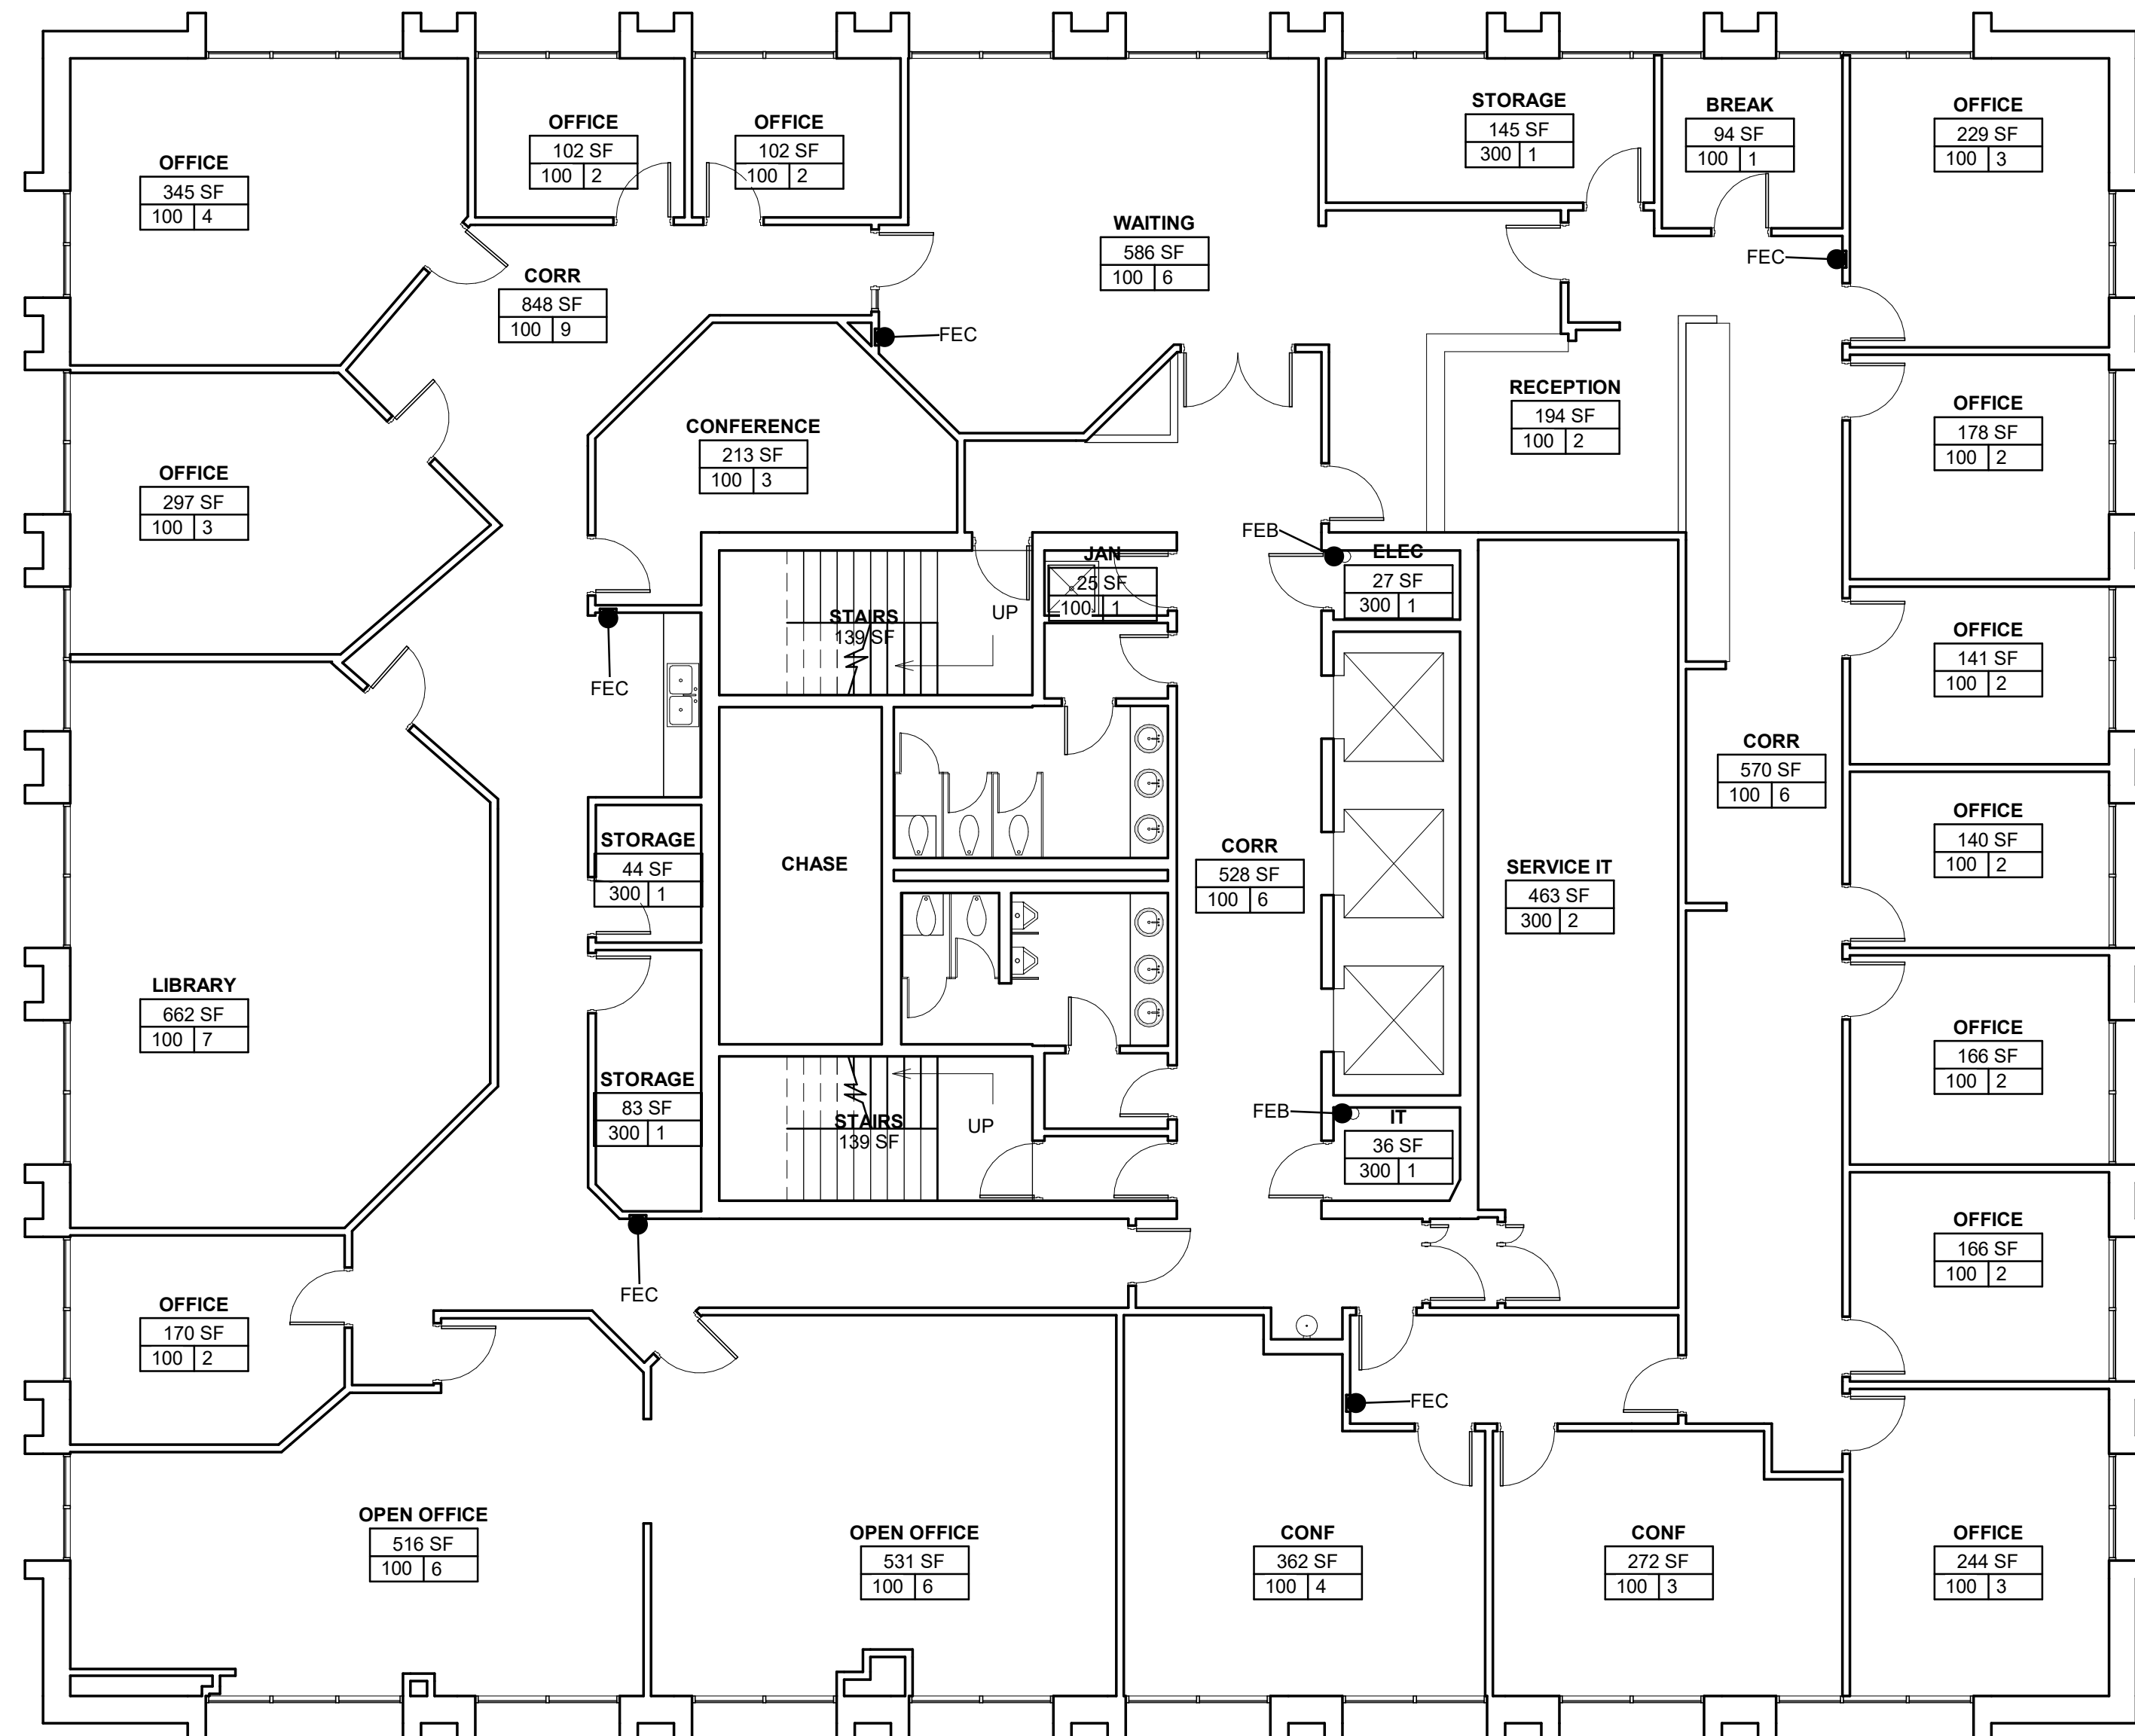 STORAGE
145 SF
300 1
BREAK
94 SF
100 1
OFFICE
229 SF
100 3
OFFICE
102 SF
100 2
OFFICE
102 SF
100 2
OFFICE
345 SF
100 4
WAITING
586 SF
100 6
FEC
CORR
848 SF
100 9
FEC
RECEPTION
194 SF
100 2
OFFICE
178 SF
100 2
CONFERENCE
213 SF
100 3
OFFICE
297 SF
100 3
FEB
JAN
25 SF
100 1
ELEC
27 SF
300 1
STAIRS
139 SF
UP
OFFICE
141 SF
100 2
FEC
CORR
570 SF
100 6
OFFICE
140 SF
100 2
STORAGE
44 SF
300 1
CHASE
CORR
528 SF
100 6
SERVICE IT
463 SF
300 2
LIBRARY
662 SF
100 7
OFFICE
166 SF
100 2
STORAGE
83 SF
300 1
STAIRS
139 SF
UP
FEB
IT
36 SF
300 1
OFFICE
166 SF
100 2
FEC
OFFICE
170 SF
100 2
FEC
OPEN OFFICE
516 SF
100 6
OPEN OFFICE
531 SF
100 6
CONF
362 SF
100 4
CONF
272 SF
100 3
OFFICE
244 SF
100 3